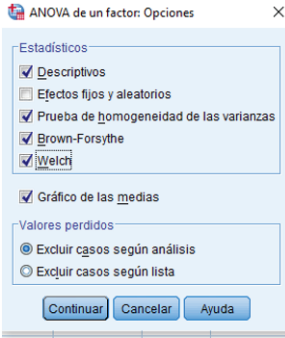 ANOVA de un factor: Opciones
Estadísticos
Descriptivos
Efectos fijos y aleatorios
Prueba de homogeneidad de las varianzas
Brown-Forsythe
Welch
Gráfico de las medias
Valores perdidos
Excluir casos según análisis
Excluir casos según lista
Continuar Cancelar Ayuda